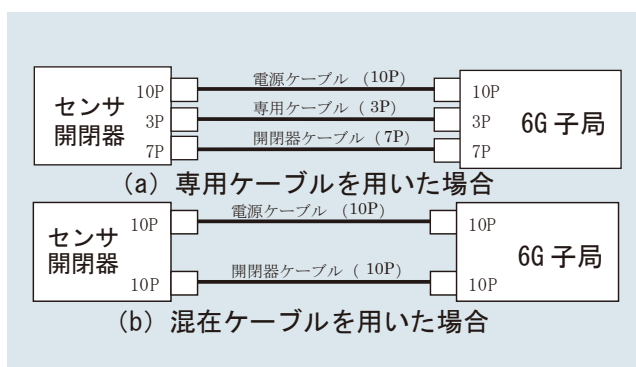 電源ケーブル (10P)
10P 10P
センサ 専用ケーブル ( 3P)
3P 3P 6G 子局
開閉器 開閉器ケーブル ( 7P)
7P 7P
(a) 専用ケーブルを用いた場合
電源ケーブル (10P)
10P 10P
センサ 6G 子局
開閉器 開閉器ケーブル ( 10P)
10P 10P
(b) 混在ケーブルを用いた場合